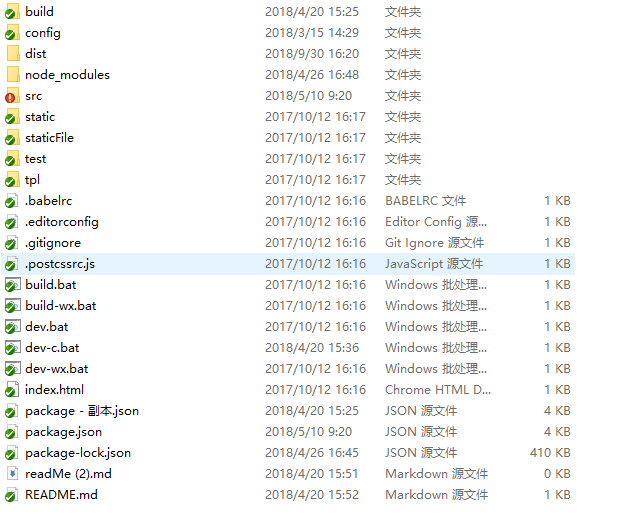 build 2018/4/20 15:25 文件夹
config 2018/3/15 14:29 文件夹
dist 2018/9/30 16:20 文件夹
node_modules 2018/4/26 16:48 文件夹
src 2018/5/10 9:20 文件夹
static 2017/10/12 16:17 文件夹
staticFile 2017/10/12 16:17 文件夹
test 2017/10/12 16:17 文件夹
tpl 2017/10/12 16:17 文件夹
.babelrc 2017/10/12 16:16 BABELRC 文件 1 KB
.editorconfig 2017/10/12 16:16 Editor Config 源... 1 KB
.gitignore 2017/10/12 16:16 Git Ignore 源文件 1 KB
.postcssrc.js 2017/10/12 16:16 JavaScript 源文件 1 KB
build.bat 2017/10/12 16:16 Windows 批处理... 1 KB
build-wx.bat 2017/10/12 16:16 Windows 批处理... 1 KB
dev.bat 2017/10/12 16:16 Windows 批处理... 1 KB
dev-c.bat 2018/4/20 15:36 Windows 批处理... 1 KB
dev-wx.bat 2017/10/12 16:16 Windows 批处理... 1 KB
index.html 2017/10/12 16:16 Chrome HTML D... 1 KB
package - 副本.json 2018/4/20 15:25 JSON 源文件 4 KB
package.json 2018/5/10 9:20 JSON 源文件 4 KB
package-lock.json 2018/4/26 16:45 JSON 源文件 410 KB
readMe (2).md 2018/4/20 15:51 Markdown 源文件 0 KB
README.md 2018/4/20 15:52 Markdown 源文件 1 KB